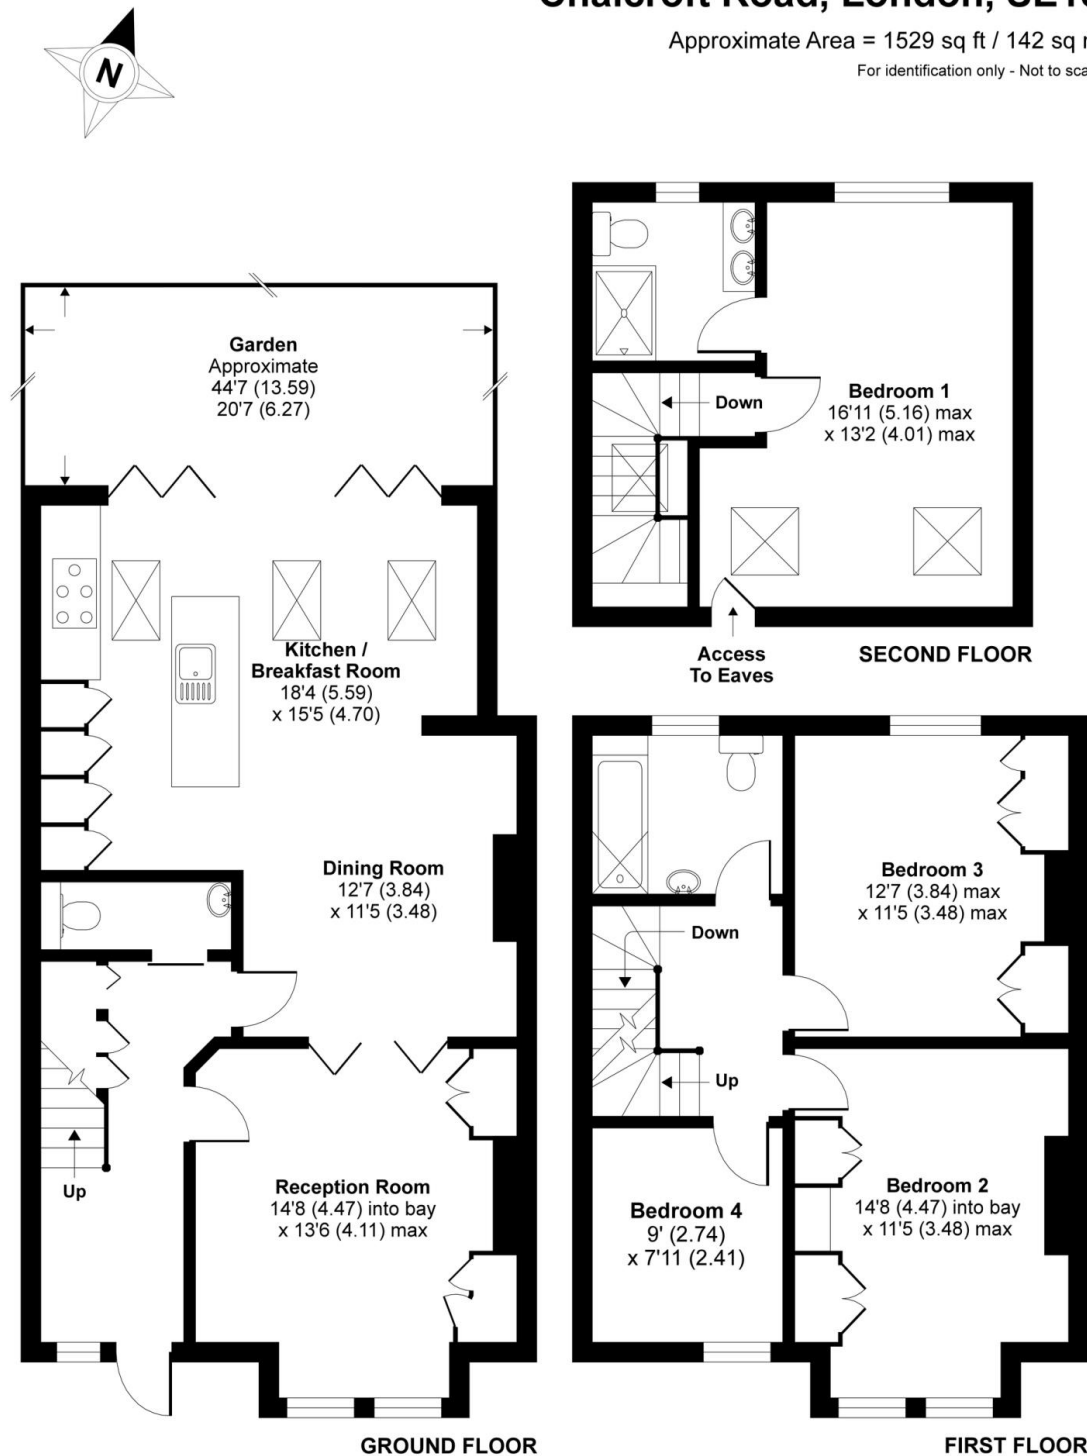 Approximate Area = 1529 sq ft / 142 sq
For identification only - Not to
N
Garden
Approximate
44'7 (13.59)
20'7 (6.27)
Kitchen /
Breakfast Room
18'4 (5.59)
x 15'5 (4.70)
Dining Room
12'7 (3.84)
x 11'5 (3.48)
Up
Reception Room
14'8 (4.47) into bay
x 13'6 (4.11) max
GROUND FLOOR
Down
Bedroom 1
16'11 (5.16) max
x 13'2 (4.01) max
Access
To Eaves
SECOND FLOOR
Down
Up
Bedroom 3
12'7 (3.84) max
x 11'5 (3.48) max
Bedroom 4
9' (2.74)
x 7'11 (2.41)
Bedroom 2
14'8 (4.47) into bay
x 11'5 (3.48) max
FIRST FLOOR